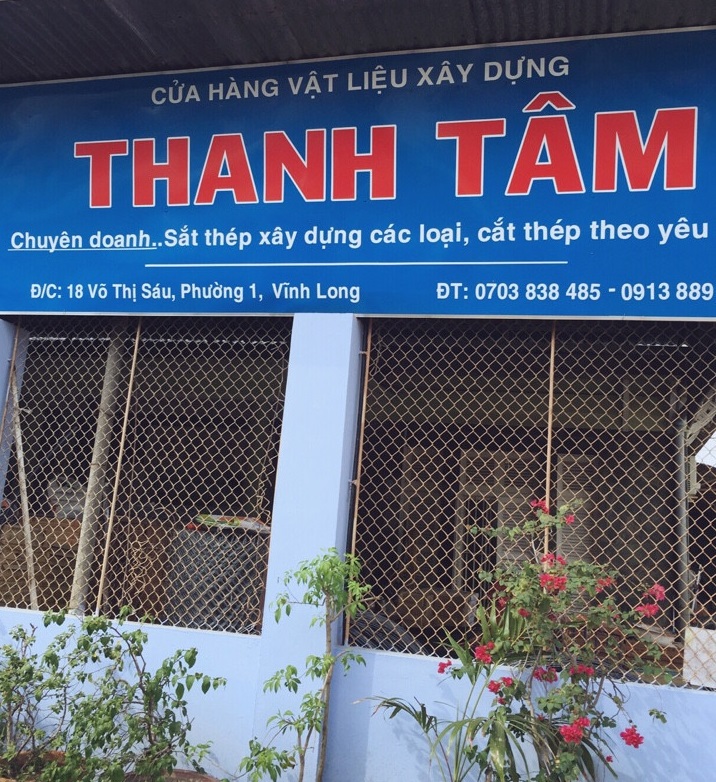 CỬA HÀNG VẬT LIỆU XÂY DỰNG
THANH TÂM
Chuyên doanh..Sắt thép xây dựng các loại, cắt thép theo yêu
Đ/C: 18 Võ Thị Sáu, Phường 1, Vĩnh Long
ĐT: 0703 838 485 - 0913 889